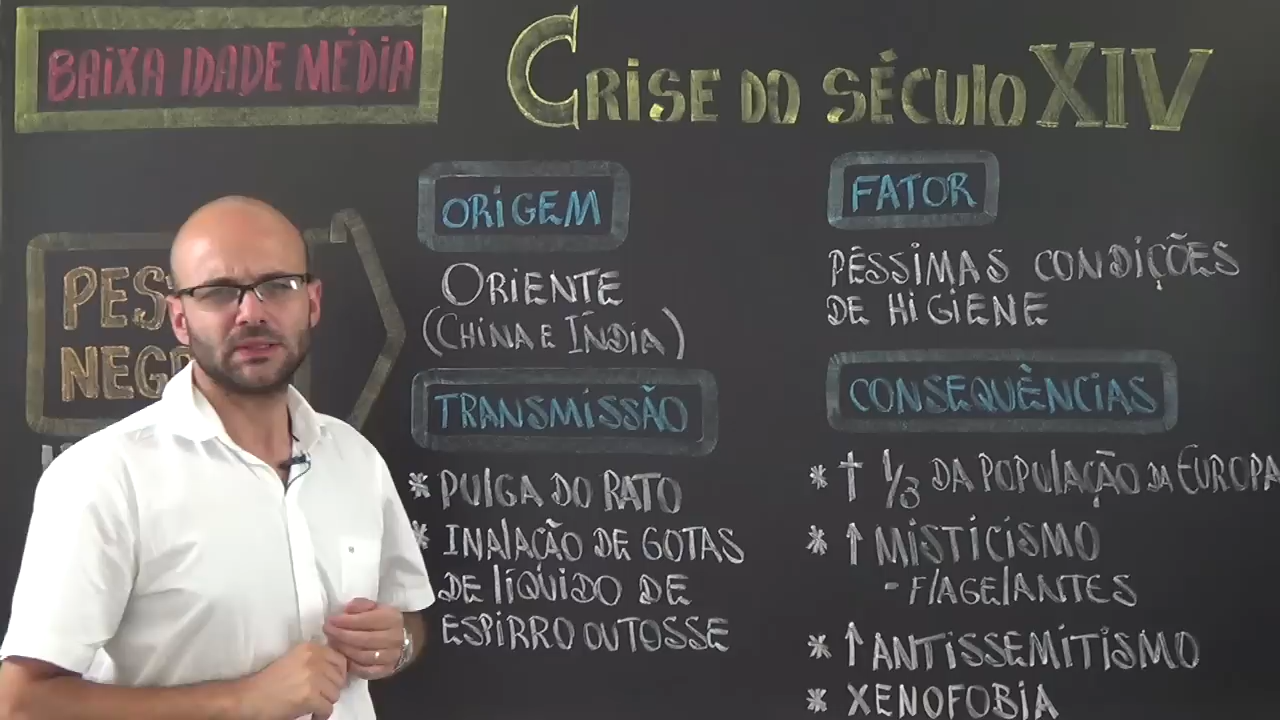 BAIXA IDADE MÉDIA
CRISE DO SÉCULO XIV
ORIGEM
ORIENTE
(CHINA E ÍNDIA)
TRANSMISSÃO
* PULGA DO RATO
* INALAÇÃO DE GOTAS
DE LÍQUIDO DE
ESPIRRO OU TOSSE
FATOR
PÉSSIMAS CONDIÇÕES
DE HIGIENE
CONSEQUÊNCIAS
* † 1/3 DA POPULAÇÃO DA EUROPA
* ↑ MISTICISMO
- FLAGELANTES
* ↑ ANTISSEMITISMO
* XENOFOBIA